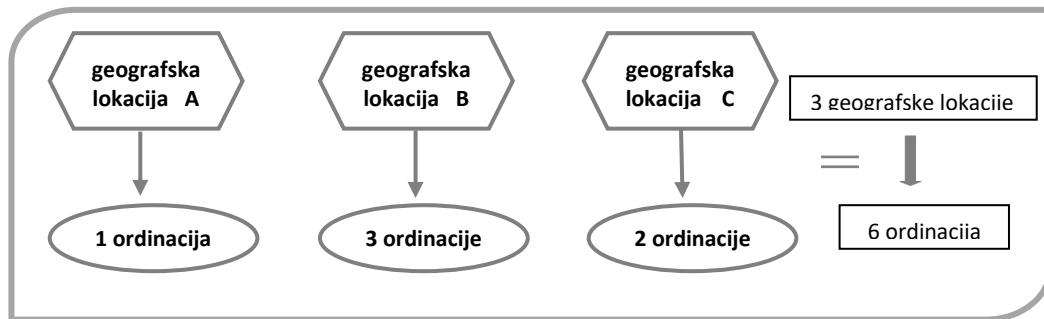 geografska
lokacija A
geografska
lokacija B
geografska
lokacija C
3 geografske lokacije
=
1 ordinacija
3 ordinacije
2 ordinacije
6 ordinacija